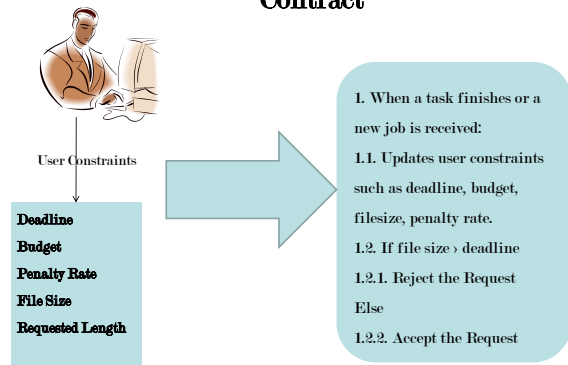 Contract
User Constraints
Deadline
Budget
Penalty Rate
File Size
Requested Length
1. When a task finishes or a
new job is received:
1.1. Updates user constraints
such as deadline, budget,
filesize, penalty rate.
1.2. If file size › deadline
1.2.1. Reject the Request
Else
1.2.2. Accept the Request